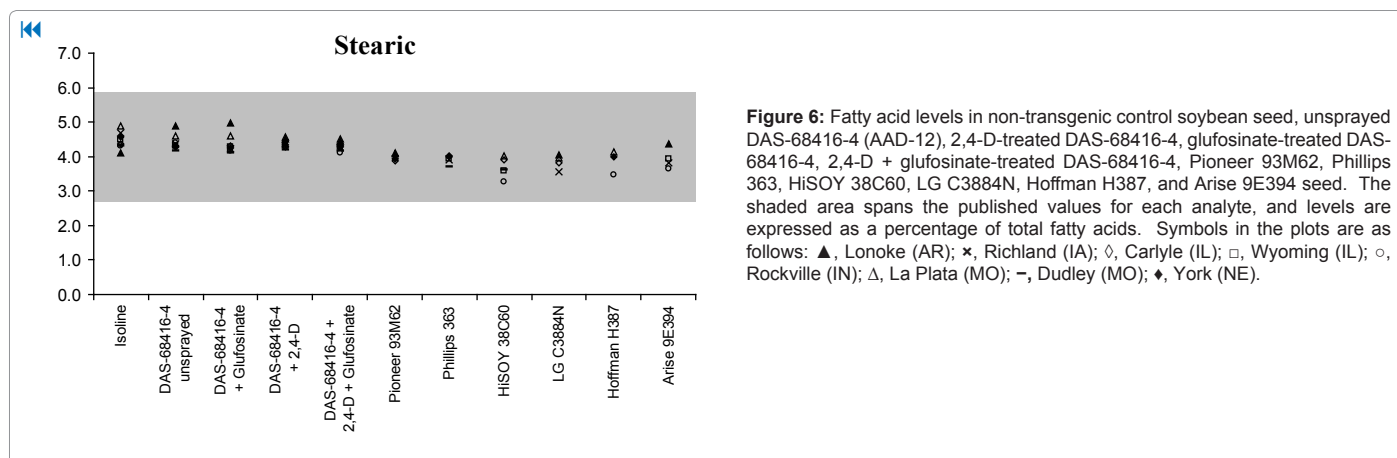 Stearic
7.0
6.0
5.0
4.0
3.0
2.0
1.0
0.0
Isoline
DAS-68416-4
unsprayed
DAS-68416-4
+ Glufosinate
DAS-68416-4
+ 2,4-D
DAS-68416-4 +
2,4-D + Glufosinate
Pioneer 93M62
Phillips 363
HiSOY 38C60
LG C3884N
Hoffman H387
Arise 9E394
Figure 6: Fatty acid levels in non-transgenic control soybean seed, unsprayed
DAS-68416-4 (AAD-12), 2,4-D-treated DAS-68416-4, glufosinate-treated DAS-
68416-4, 2,4-D + glufosinate-treated DAS-68416-4, Pioneer 93M62, Phillips
363, HiSOY 38C60, LG C3884N, Hoffman H387, and Arise 9E394 seed. The
shaded area spans the published values for each analyte, and levels are
expressed as a percentage of total fatty acids. Symbols in the plots are as
follows: ▲, Lonoke (AR); ×, Richland (IA); ◊, Carlyle (IL); □, Wyoming (IL); ○,
Rockville (IN); Δ, La Plata (MO); −, Dudley (MO); ♦, York (NE).